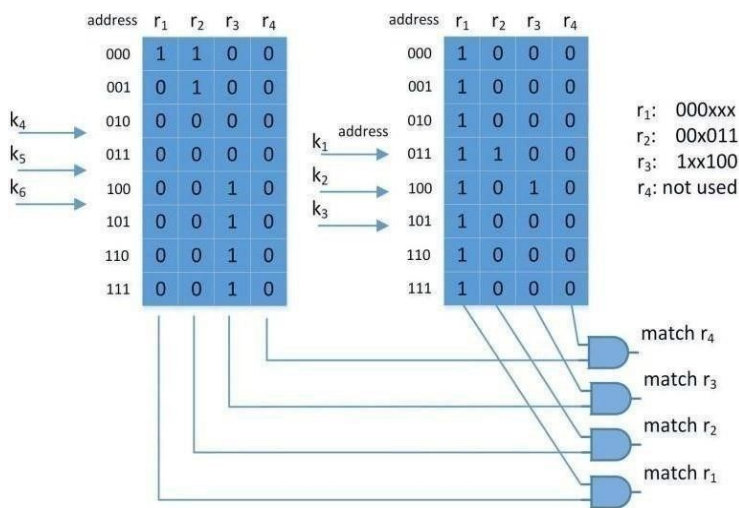 address r₁ r₂ r₃ r₄
000 1 1 0 0
001 0 1 0 0
010 0 0 0 0
011 0 0 0 0
100 0 0 1 0
101 0 0 1 0
110 0 0 1 0
111 0 0 1 0
k₄
k₅
k₆
address r₁ r₂ r₃ r₄
000 1 0 0 0
001 1 0 0 0
010 1 0 0 0
011 1 1 0 0
100 1 0 1 0
101 1 0 0 0
110 1 0 0 0
111 1 0 0 0
address
k₁
k₂
k₃
r₁: 000xxx
r₂: 00x011
r₃: 1xx100
r₄: not used
match r₄
match r₃
match r₂
match r₁